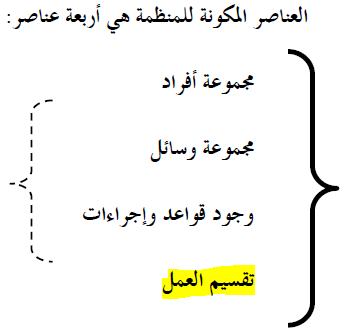 العناصر المكونة للمنظمة هي أربعة عناصر:
مجموعة أفراد
مجموعة وسائل
وجود قواعد وإجراءات
تقسيم العمل